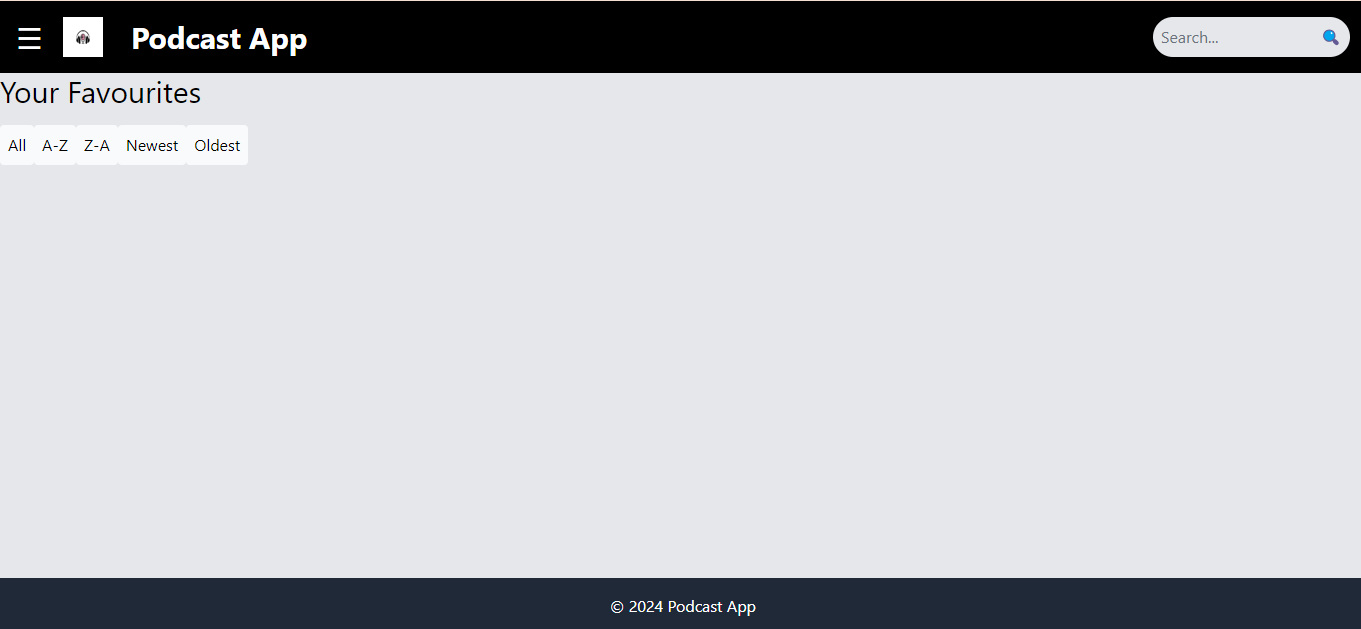 ☰ Podcast App
Search...
Your Favourites
All A-Z Z-A Newest Oldest
© 2024 Podcast App